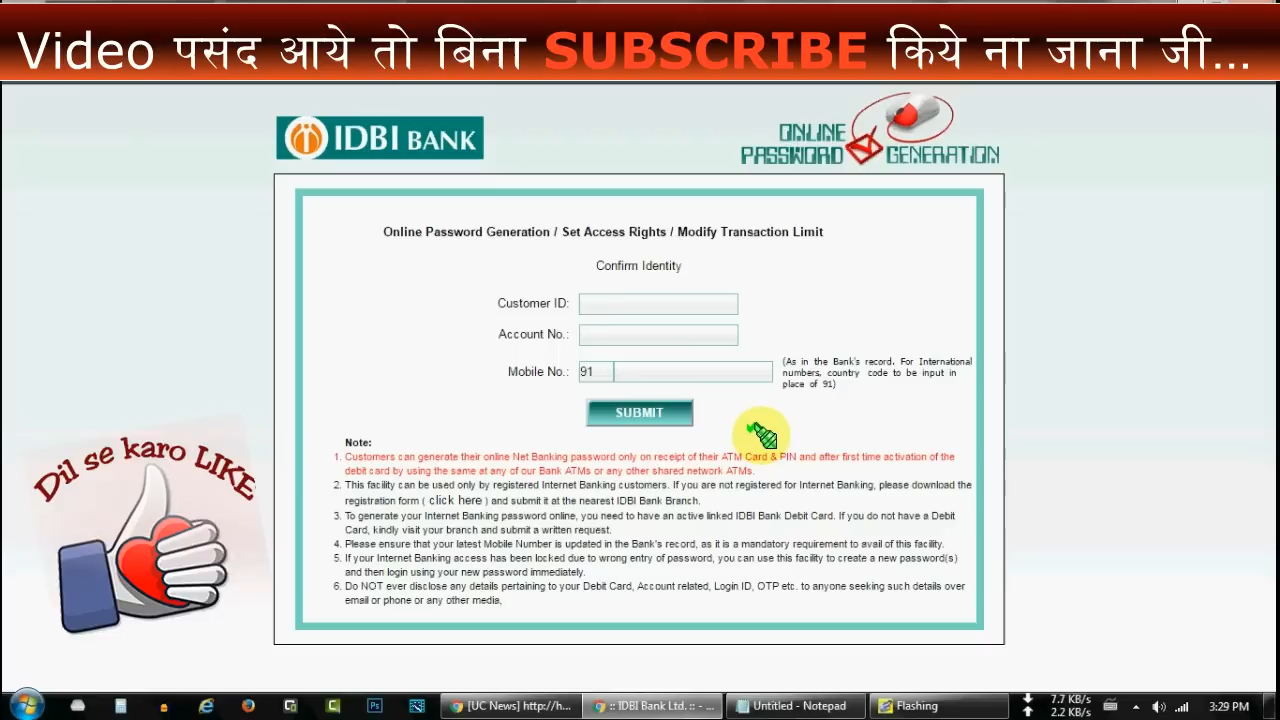 Video पसंद आये तो बिना SUBSCRIBE किये ना जाना जी...
IDBI BANK
ONLINE
PASSWORD GENERATION
Online Password Generation / Set Access Rights / Modify Transaction Limit
Confirm Identity
Customer ID:
Account No.:
Mobile No.: 91
(As in the Bank's record. For International
numbers, country code to be input in
place of 91)
SUBMIT
Dil se karo LIKE
Note:
1. Customers can generate their online Net Banking password only on receipt of their ATM Card & PIN and after first time activation of the
debit card by using the same at any of our Bank ATMs or any other shared network ATMs.
2. This facility can be used only by registered Internet Banking customers. If you are not registered for Internet Banking, please download the
registration form ( click here ) and submit it at the nearest IDBI Bank Branch.
3. To generate your Internet Banking password online, you need to have an active linked IDBI Bank Debit Card. If you do not have a Debit
Card, kindly visit your branch and submit a written request.
4. Please ensure that your latest Mobile Number is updated in the Bank's record, as it is a mandatory requirement to avail of this facility.
5. If your Internet Banking access has been locked due to wrong entry of password, you can use this facility to create a new password(s)
and then login using your new password immediately.
6. Do NOT ever disclose any details pertaining to your Debit Card, Account related, Login ID, OTP etc. to anyone seeking such details over
email or phone or any other media,
[UC News] http://h...
:: IDBI Bank Ltd. :: - ...
Untitled - Notepad
Flashing
7.7 KB/s
2.2 KB/s
3:29 PM